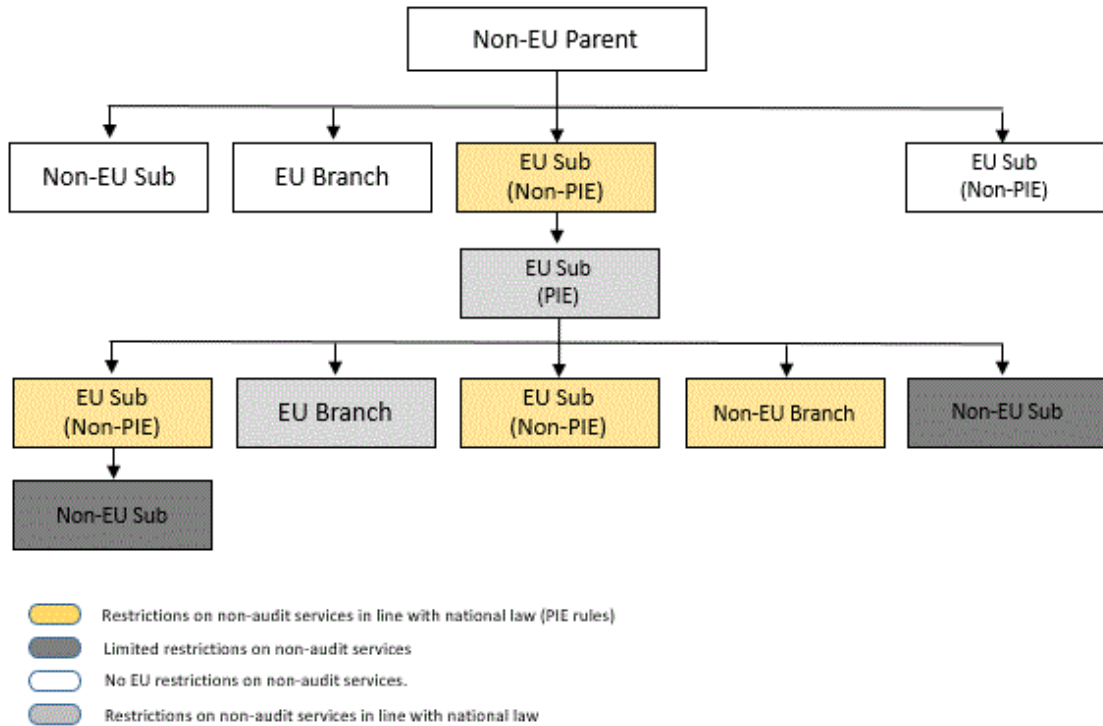 Non-EU Parent
Non-EU Sub
EU Branch
EU Sub
(Non-PIE)
EU Sub
(Non-PIE)
EU Sub
(PIE)
EU Sub
(Non-PIE)
EU Branch
EU Sub
(Non-PIE)
Non-EU Branch
Non-EU Sub
Non-EU Sub
Restrictions on non-audit services in line with national law (PIE rules)
Limited restrictions on non-audit services
No EU restrictions on non-audit services.
Restrictions on non-audit services in line with national law